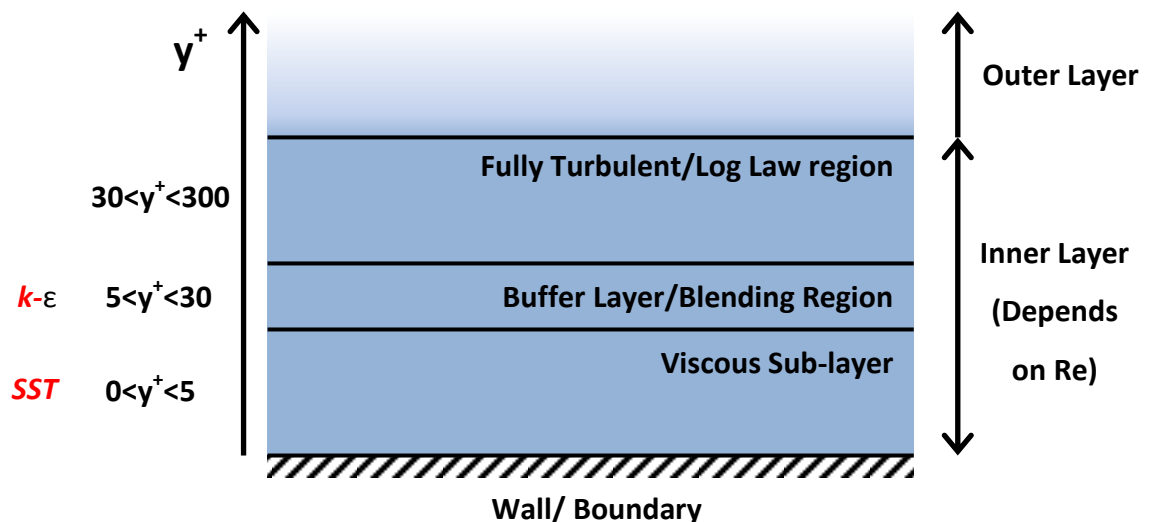 y+
Outer Layer
Fully Turbulent/Log Law region
30<y+<300
Inner Layer
(Depends
on Re)
k-ε 5<y+<30
Buffer Layer/Blending Region
Viscous Sub-layer
SST 0<y+<5
Wall/ Boundary